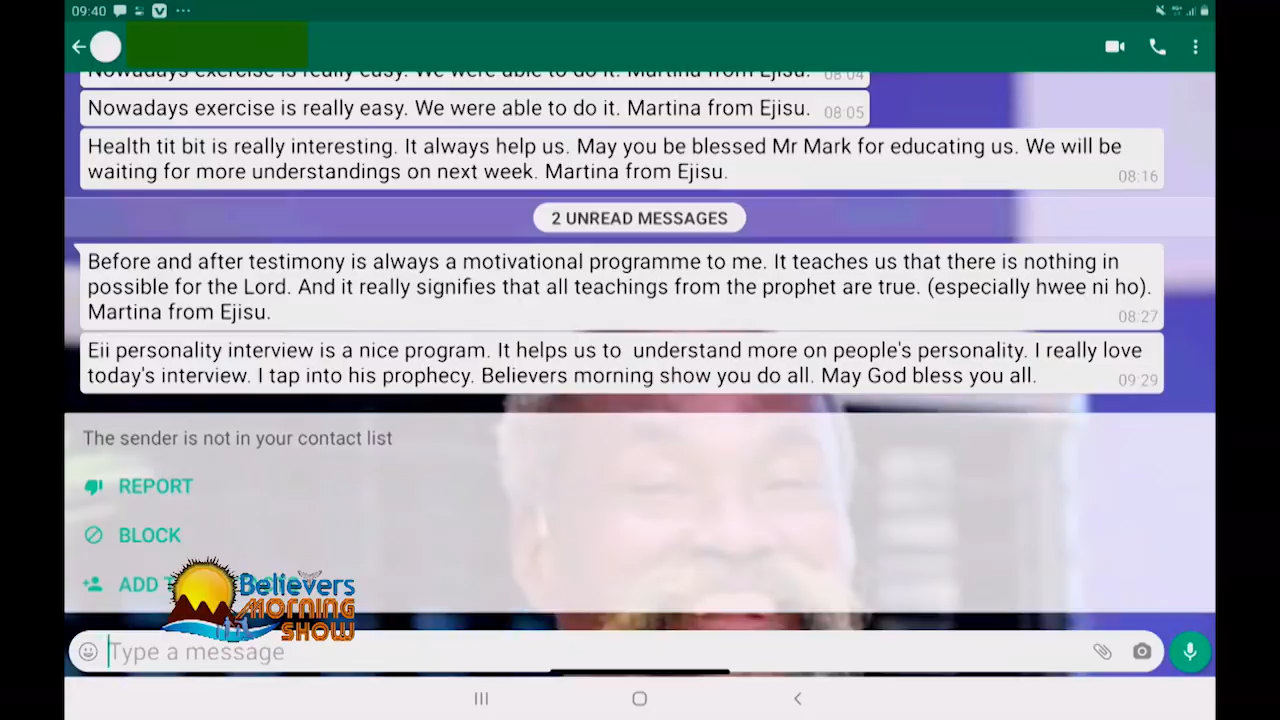 09:40
Nowadays exercise is really easy. We were able to do it. Martina from Ejisu. 08:04
Nowadays exercise is really easy. We were able to do it. Martina from Ejisu. 08:05
Health tit bit is really interesting. It always help us. May you be blessed Mr Mark for educating us. We will be
waiting for more understandings on next week. Martina from Ejisu. 08:16
2 UNREAD MESSAGES
Before and after testimony is always a motivational programme to me. It teaches us that there is nothing in
possible for the Lord. And it really signifies that all teachings from the prophet are true. (especially hwee ni ho).
Martina from Ejisu. 08:27
Eii personality interview is a nice program. It helps us to  understand more on people's personality. I really love
today's interview. I tap into his prophecy. Believers morning show you do all. May God bless you all. 09:29
The sender is not in your contact list
REPORT
BLOCK
ADD
Believers
MORNING
SHOW
Type a message